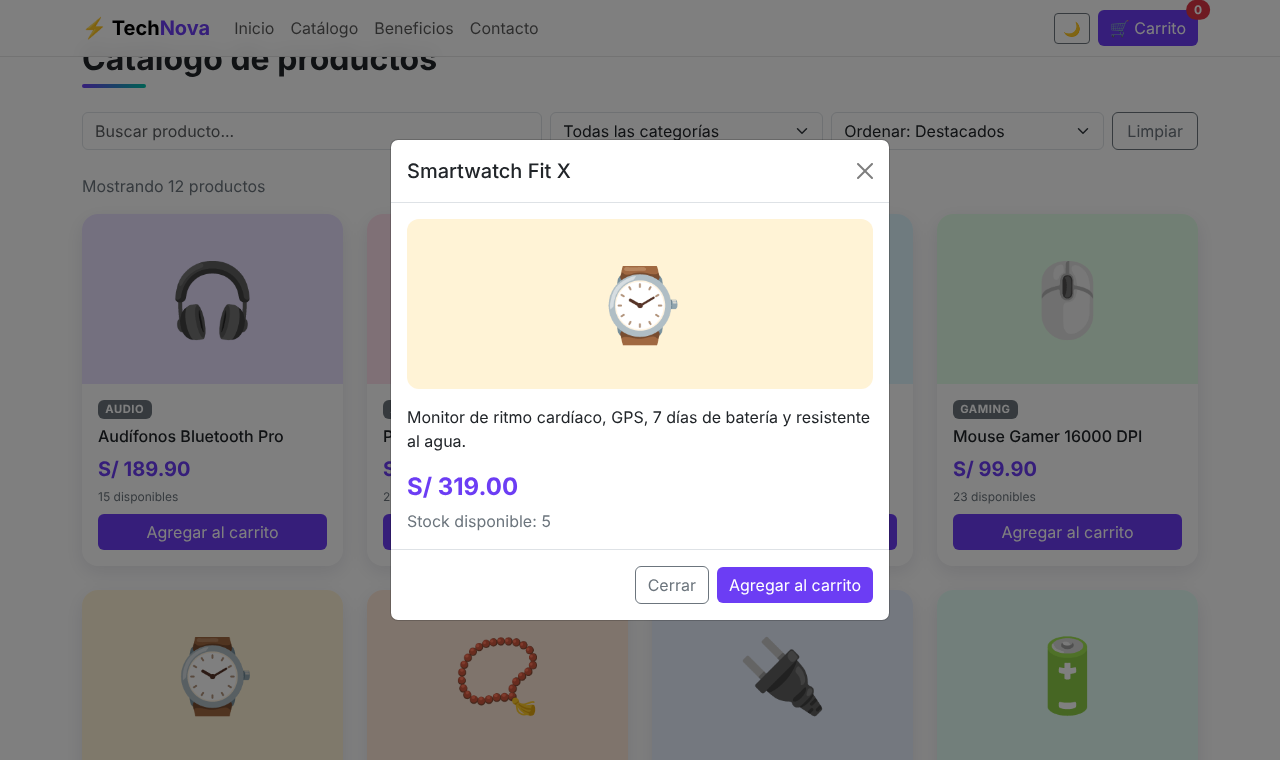 ⚡ TechNova Inicio Catálogo Beneficios Contacto 🌙 🛒 Carrito 0
Catálogo de productos
Buscar producto... Todas las categorías Ordenar: Destacados Limpiar
Mostrando 12 productos
Smartwatch Fit X
Monitor de ritmo cardíaco, GPS, 7 días de batería y resistente
al agua.
S/ 319.00
Stock disponible: 5
Cerrar Agregar al carrito
AUDIO
Audífonos Bluetooth Pro
S/ 189.90
15 disponibles
Agregar al carrito
GAMING
Mouse Gamer 16000 DPI
S/ 99.90
23 disponibles
Agregar al carrito